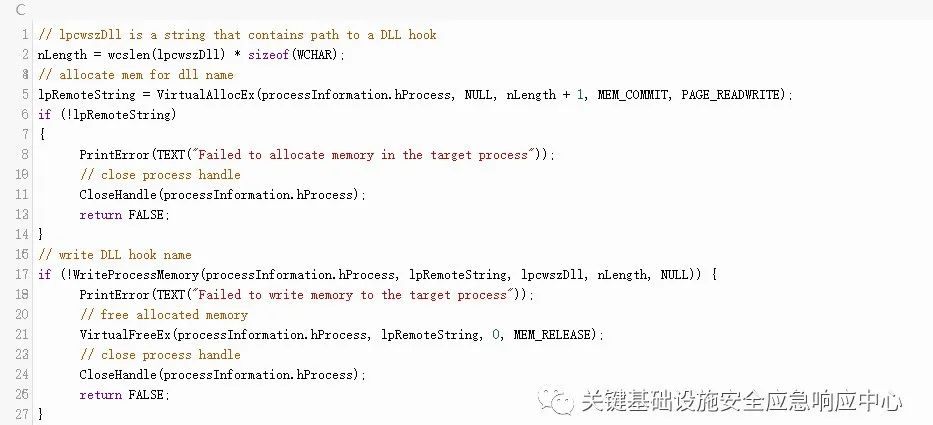 C
1 // lpcwszDll is a string that contains path to a DLL hook
2 nLength = wcslen(lpcwszDll) * sizeof(WCHAR);
4 // allocate mem for dll name
5 lpRemoteString = VirtualAllocEx(processInformation.hProcess, NULL, nLength + 1, MEM_COMMIT, PAGE_READWRITE);
6 if (!lpRemoteString)
7 {
8 PrintError(TEXT("Failed to allocate memory in the target process"));
10 // close process handle
11 CloseHandle(processInformation.hProcess);
13 return FALSE;
14 }
16 // write DLL hook name
17 if (!WriteProcessMemory(processInformation.hProcess, lpRemoteString, lpcwszDll, nLength, NULL)) {
PrintError(TEXT("Failed to write memory to the target process"));
20 // free allocated memory
21 VirtualFreeEx(processInformation.hProcess, lpRemoteString, 0, MEM_RELEASE);
// close process handle
24 CloseHandle(processInformation.hProcess);
return FALSE;
27 }
关键基础设施安全应急响应中心